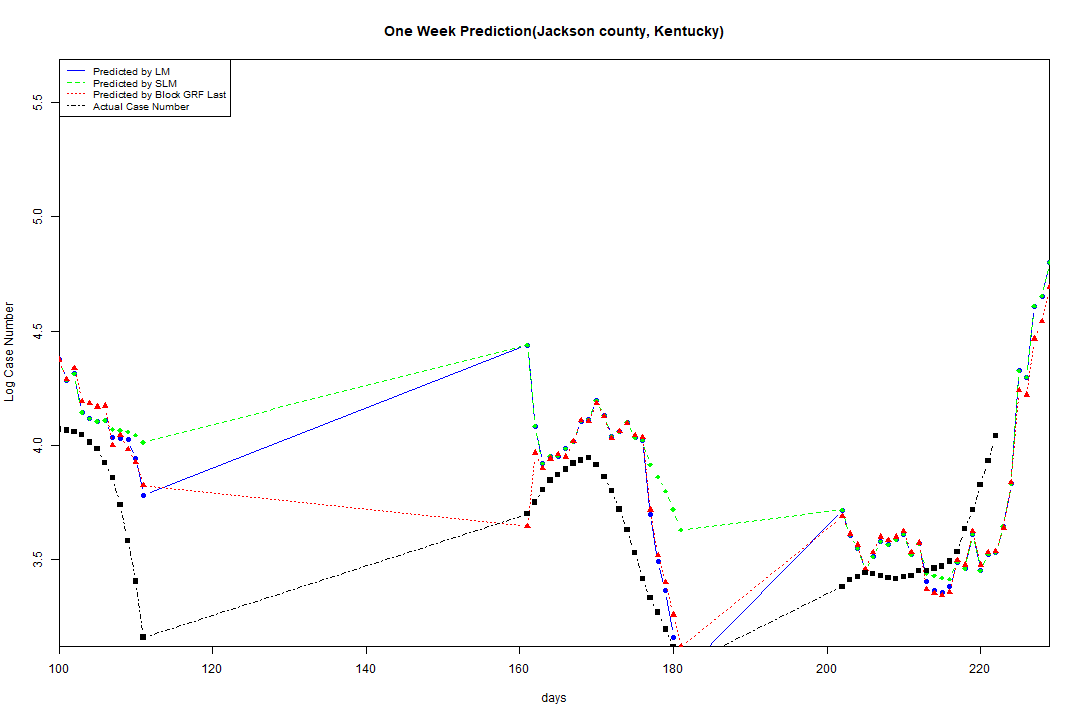 One Week Prediction(Jackson county, Kentucky)
Predicted by LM
Predicted by SLM
Predicted by Block GRF Last
Actual Case Number
5.5
5.0
4.5
4.0
3.5
Log Case Number
100 120 140 160 180 200 220
days